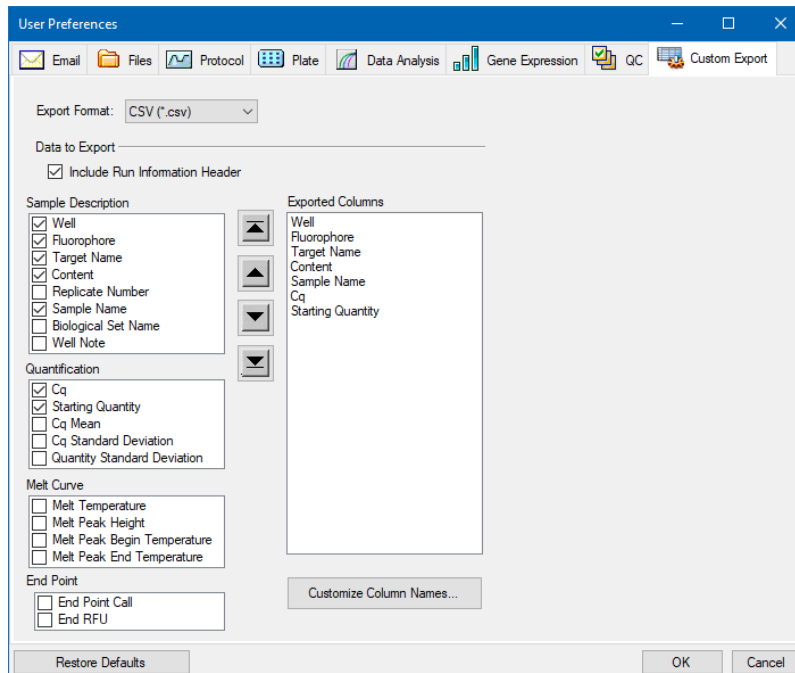 User Preferences
Email Files Protocol Plate Data Analysis Gene Expression QC Custom Export
Export Format: CSV (*.csv)
Data to Export
Include Run Information Header
Sample Description
Well
Fluorophore
Target Name
Content
Replicate Number
Sample Name
Biological Set Name
Well Note
Quantification
Cq
Starting Quantity
Cq Mean
Cq Standard Deviation
Quantity Standard Deviation
Melt Curve
Melt Temperature
Melt Peak Height
Melt Peak Begin Temperature
Melt Peak End Temperature
End Point
End Point Call
End RFU
Exported Columns
Well
Fluorophore
Target Name
Content
Sample Name
Cq
Starting Quantity
Customize Column Names...
Restore Defaults
OK
Cancel